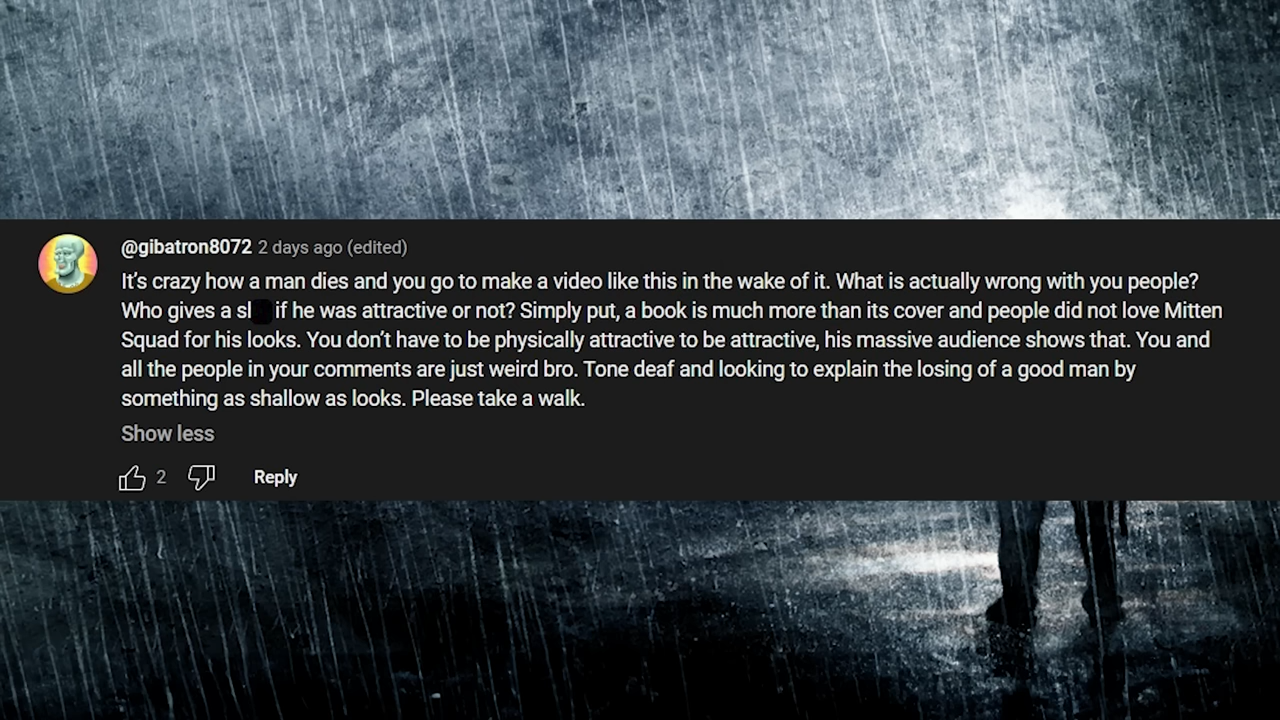 @gibatron8072 2 days ago (edited)
It's crazy how a man dies and you go to make a video like this in the wake of it. What is actually wrong with you people?
Who gives a if he was attractive or not? Simply put, a book is much more than its cover and people did not love Mitten
Squad for his looks. You don't have to be physically attractive to be attractive, his massive audience shows that. You and
all the people in your comments are just weird bro. Tone deaf and looking to explain the losing of a good man by
something as shallow as looks. Please take a walk.
Show less
2 Reply